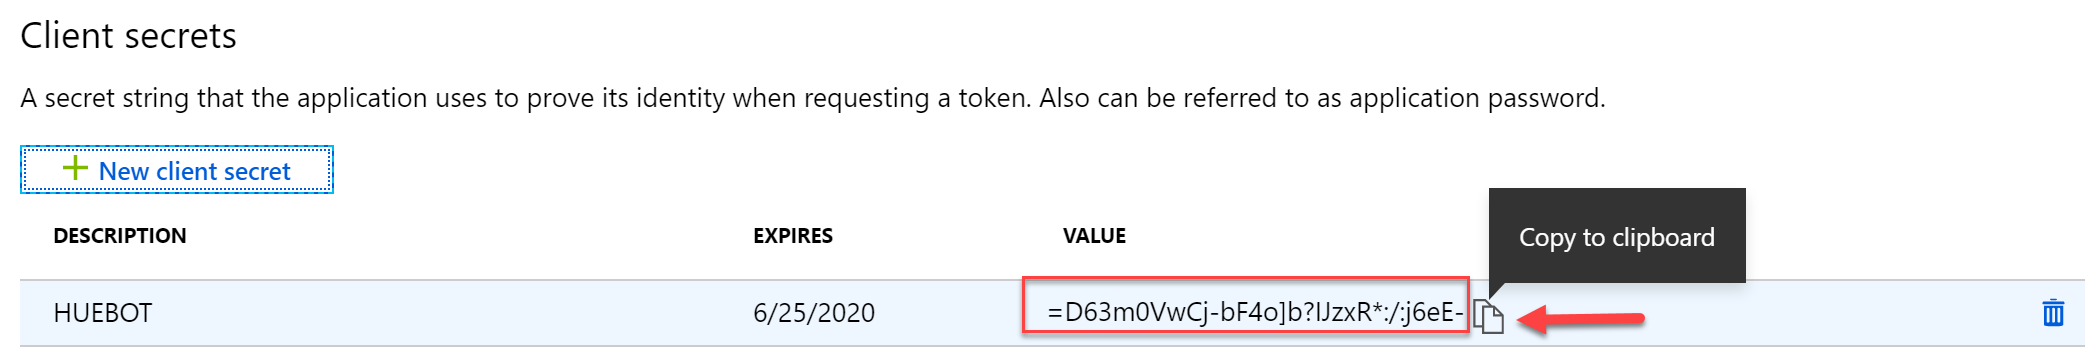 Client secrets
A secret string that the application uses to prove its identity when requesting a token. Also can be referred to as application password.
New client secret
DESCRIPTION EXPIRES VALUE
Copy to clipboard
HUEBOT 6/25/2020 =D63m0VwCj-bF4o]b?IJzxR*:/:j6eE-